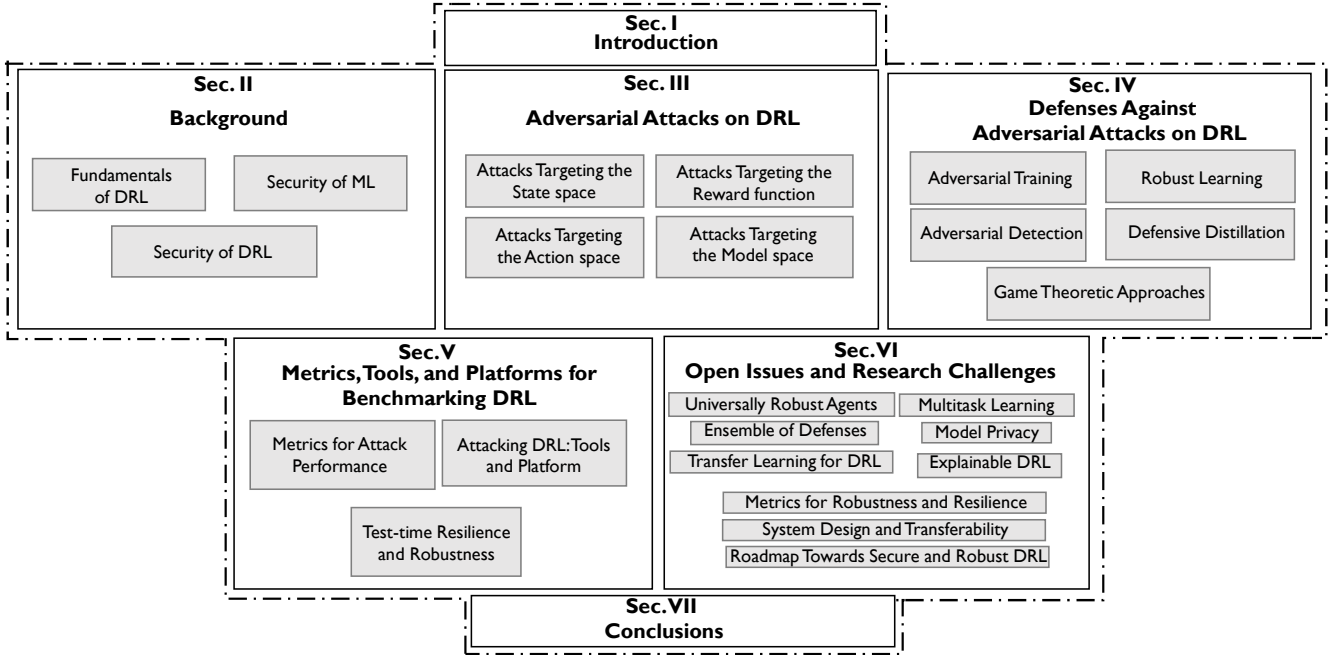 Sec. I
Introduction
Sec. II
Background
Fundamentals
of DRL
Security of ML
Security of DRL
Sec. III
Adversarial Attacks on DRL
Attacks Targeting the
State space
Attacks Targeting the
Reward function
Attacks Targeting
the Action space
Attacks Targeting
the Model space
Sec. IV
Defenses Against
Adversarial Attacks on DRL
Adversarial Training
Robust Learning
Adversarial Detection
Defensive Distillation
Game Theoretic Approaches
Sec. V
Metrics, Tools, and Platforms for
Benchmarking DRL
Metrics for Attack
Performance
Attacking DRL: Tools
and Platform
Test-time Resilience
and Robustness
Sec. VI
Open Issues and Research Challenges
Universally Robust Agents
Multitask Learning
Ensemble of Defenses
Model Privacy
Transfer Learning for DRL
Explainable DRL
Metrics for Robustness and Resilience
System Design and Transferability
Roadmap Towards Secure and Robust DRL
Sec. VII
Conclusions